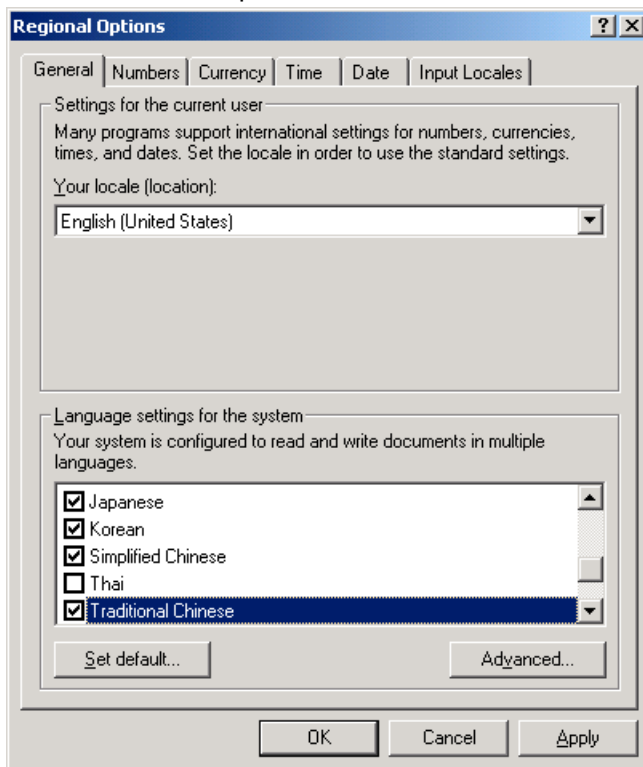 Regional Options
General Numbers Currency Time Date Input Locales
Settings for the current user
Many programs support international settings for numbers, currencies,
times, and dates. Set the locale in order to use the standard settings.
Your locale (location):
English (United States)
Language settings for the system
Your system is configured to read and write documents in multiple
languages.
Japanese
Korean
Simplified Chinese
Thai
Traditional Chinese
Set default... Advanced...
OK Cancel Apply